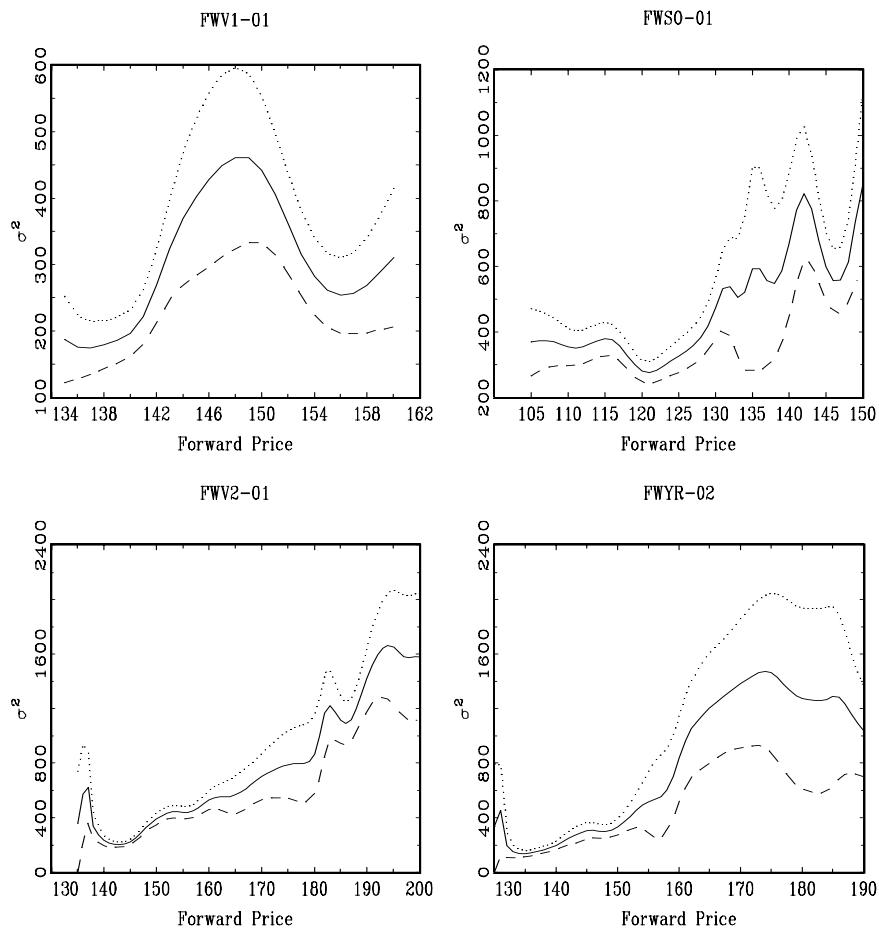 FWV1-01
σ²
600
500
400
300
200
100
134 138 142 146 150 154 158 162
Forward Price
FWSO-01
σ²
1200
1000
800
600
400
200
105 110 115 120 125 130 135 140 145 150
Forward Price
FWV2-01
σ²
2400
1600
800
400
0
130 140 150 160 170 180 190 200
Forward Price
FWYR-02
σ²
2400
1600
800
400
0
130 140 150 160 170 180 190
Forward Price